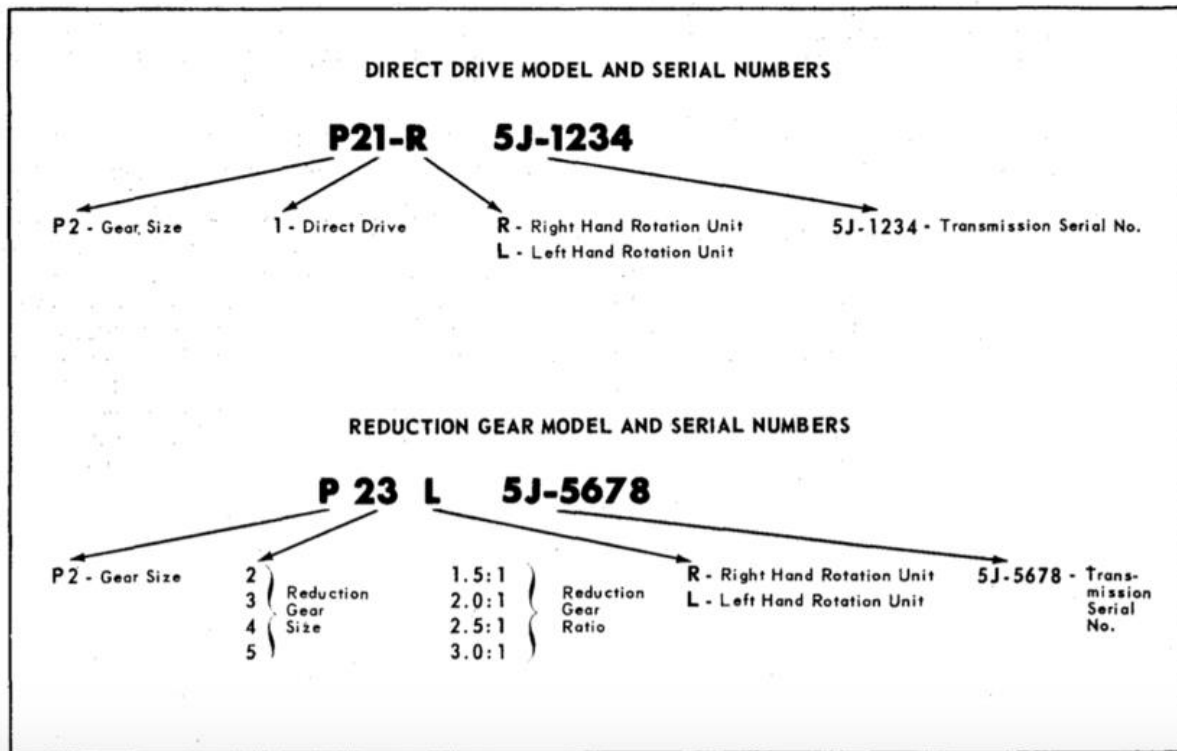 DIRECT DRIVE MODEL AND SERIAL NUMBERS
P21-R 5J-1234
P2 - Gear Size 1 - Direct Drive R - Right Hand Rotation Unit 5J-1234 - Transmission Serial No.
L - Left Hand Rotation Unit
REDUCTION GEAR MODEL AND SERIAL NUMBERS
P 23 L 5J-5678
P2 - Gear Size 2 1.5:1 R - Right Hand Rotation Unit 5J-5678 - Trans-
3 Reduction 2.0:1 Reduction L - Left Hand Rotation Unit mission
4 Gear 2.5:1 Gear Serial
5 Size 3.0:1 Ratio No.